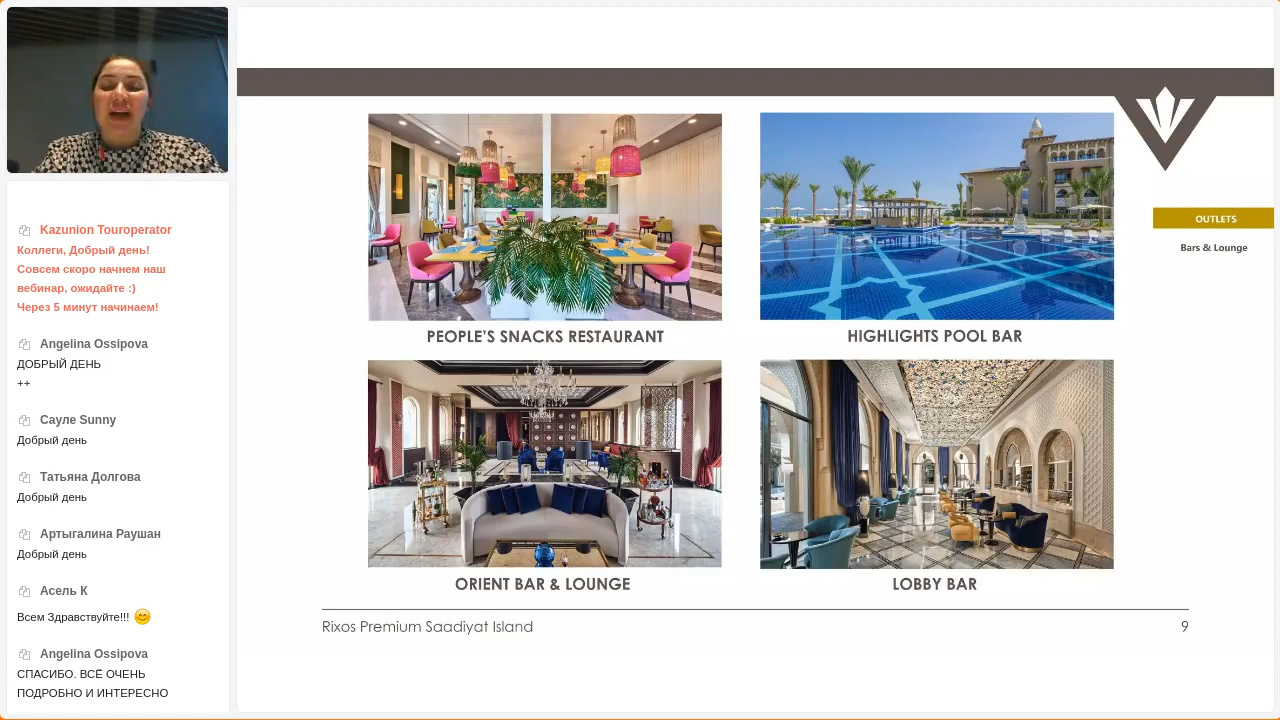 Kazunion Touroperator
Коллеги, Добрый день!
Совсем скоро начнем наш
вебинар, ожидайте :)
Через 5 минут начинаем!
Angelina Ossipova
ДОБРЫЙ ДЕНЬ
++
Сауле Sunny
Добрый день
Татьяна Долгова
Добрый день
Артыгалина Раушан
Добрый день
Асель К
Всем Здравствуйте!!! 😊
Angelina Ossipova
СПАСИБО. ВСЁ ОЧЕНЬ
ПОДРОБНО И ИНТЕРЕСНО
OUTLETS
Bars & Lounge
PEOPLE'S SNACKS RESTAURANT
HIGHLIGHTS POOL BAR
ORIENT BAR & LOUNGE
LOBBY BAR
Rixos Premium Saadiyat Island
9